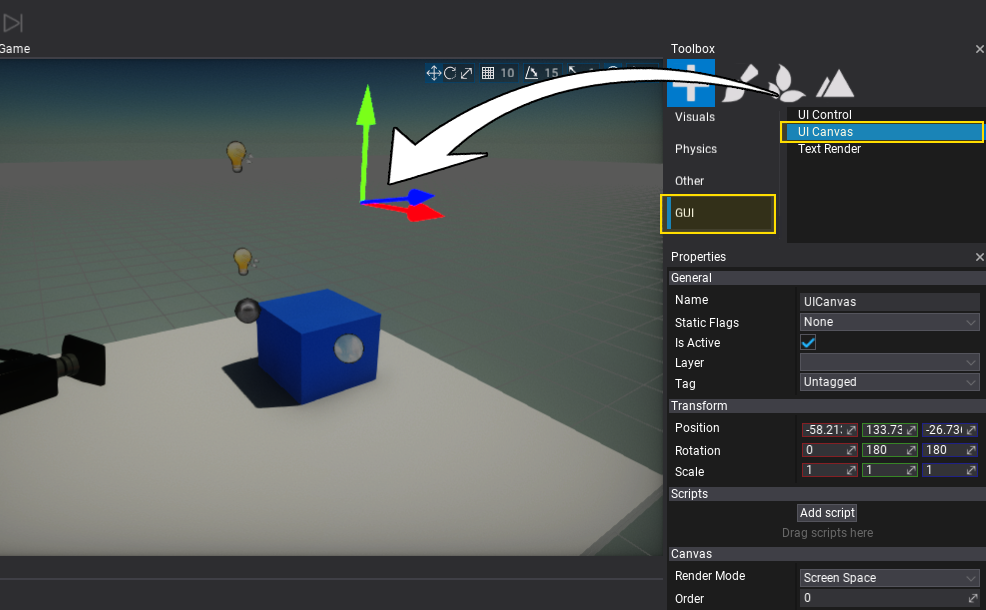 Game
10
15
Toolbox
Visuals
Physics
Other
GUI
UI Control
UI Canvas
Text Render
Properties
General
Name UICanvas
Static Flags None
Is Active
Layer
Tag Untagged
Transform
Position -58.21 133.73 -26.73
Rotation 0 180 180
Scale 1 1 1
Scripts
Add script
Drag scripts here
Canvas
Render Mode Screen Space
Order 0